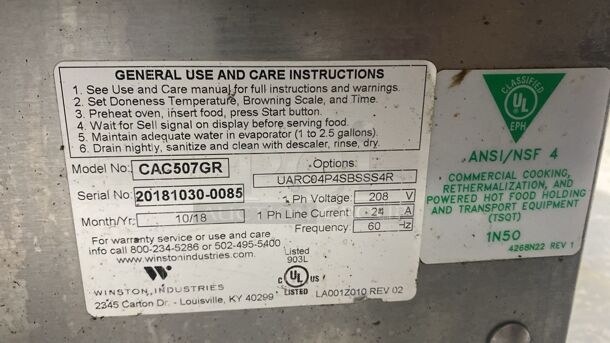 GENERAL USE AND CARE INSTRUCTIONS
1. See Use and Care manual for full instructions and warnings.
2. Set Doneness Temperature, Browning Scale, and Time.
3. Preheat oven, insert food, press Start button.
4. Wait for Sell signal on display before serving food.
5. Maintain adequate water in evaporator (1 to 2.5 gallons).
6. Drain nightly, sanitize and clean with descaler, rinse, dry.
Model No: CAC507GR
Options:
UARC04P4SBSSS4R
Serial No: 20181030-0085
1 Ph Voltage: 208 V
Month/Yr: 10/18
1 Ph Line Current: 24 A
Frequency: 60 Hz
For warranty service or use and care
info call 800-234-5286 or 502-495-5400
www.winstonindustries.com
Listed
903L
WINSTON INDUSTRIES
2345 Carton Dr. - Louisville, KY 40299
C UL US
LISTED
LA001Z010 REV 02
CLASSIFIED
UL
EPH
ANSI/NSF 4
COMMERCIAL COOKING,
RETHERMALIZATION, AND
POWERED HOT FOOD HOLDING
AND TRANSPORT EQUIPMENT
(TSQT)
1N50
4268N22 REV 1